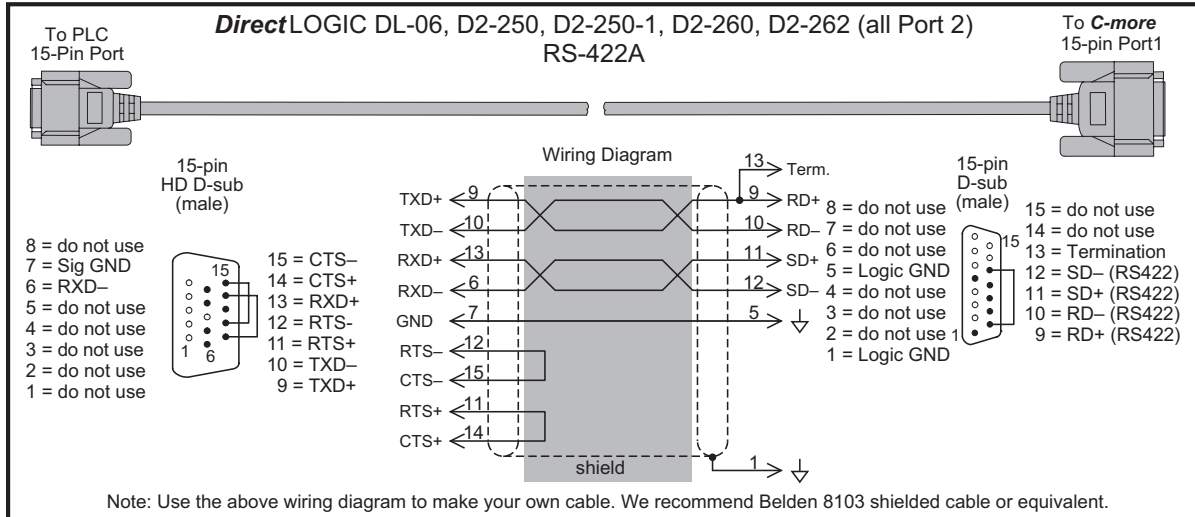 DirectLOGIC DL-06, D2-250, D2-250-1, D2-260, D2-262 (all Port 2)
RS-422A
To PLC
15-Pin Port
To C-more
15-pin Port1
15-pin
HD D-sub
(male)
8 = do not use
7 = Sig GND
6 = RXD–
5 = do not use
4 = do not use
3 = do not use
2 = do not use
1 = do not use
15
1
6
15 = CTS–
14 = CTS+
13 = RXD+
12 = RTS-
11 = RTS+
10 = TXD–
9 = TXD+
Wiring Diagram
13 Term.
TXD+ 9 9 RD+
TXD– 10 10 RD–
RXD+ 13 11 SD+
RXD– 6 12 SD–
GND 7 5
RTS– 12
CTS– 15
RTS+ 11
CTS+ 14
shield
1
8 = do not use
7 = do not use
6 = do not use
5 = Logic GND
4 = do not use
3 = do not use
2 = do not use
1 = Logic GND
15-pin
D-sub
(male)
15
1
15 = do not use
14 = do not use
13 = Termination
12 = SD– (RS422)
11 = SD+ (RS422)
10 = RD– (RS422)
9 = RD+ (RS422)
Note: Use the above wiring diagram to make your own cable. We recommend Belden 8103 shielded cable or equivalent.